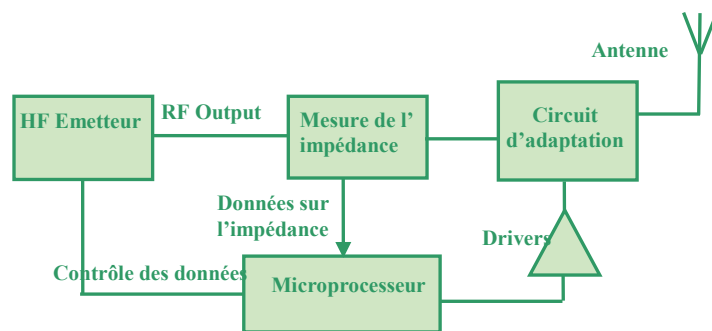 Antenne
HF Emetteur
RF Output
Mesure de l'
impédance
Circuit
d'adaptation
Données sur
l'impédance
Drivers
Contrôle des données
Microprocesseur